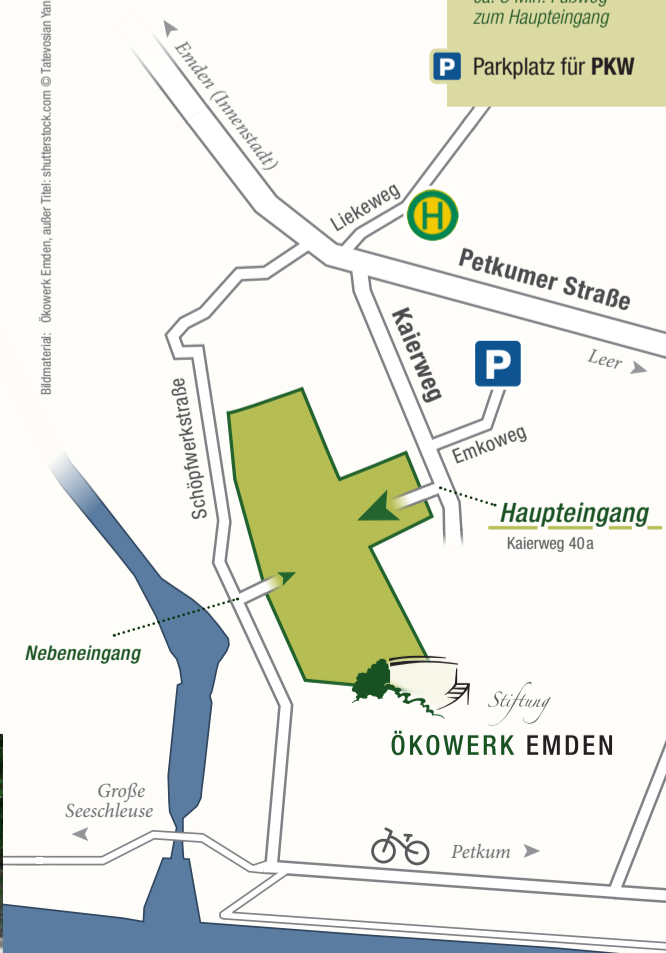 zum Haupteingang
P Parkplatz für PKW
Bildmaterial: Ökowerk Emden, außer Titel: shutterstock.com © Tatevosian Yan
Emden (Innenstadt)
Liekeweg
H
Petkumer Straße
Leer
Kaierweg
P
Emkoweg
Schöpfwerkstraße
Haupteingang
Kaierweg 40a
Nebeneingang
Stiftung
ÖKOWERK EMDEN
Große
Seeschleuse
Petkum